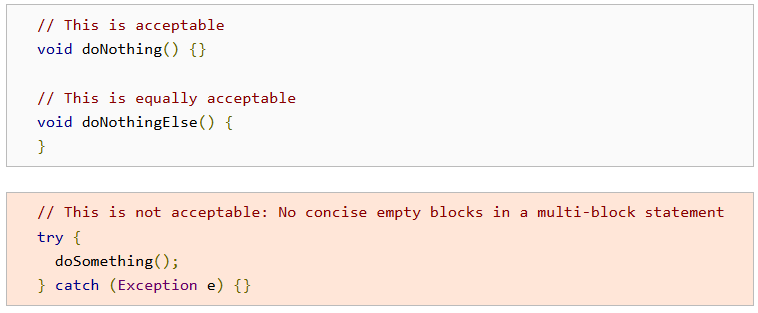 // This is acceptable
void doNothing() {}
// This is equally acceptable
void doNothingElse() {
}
// This is not acceptable: No concise empty blocks in a multi-block statement
try {
  doSomething();
} catch (Exception e) {}